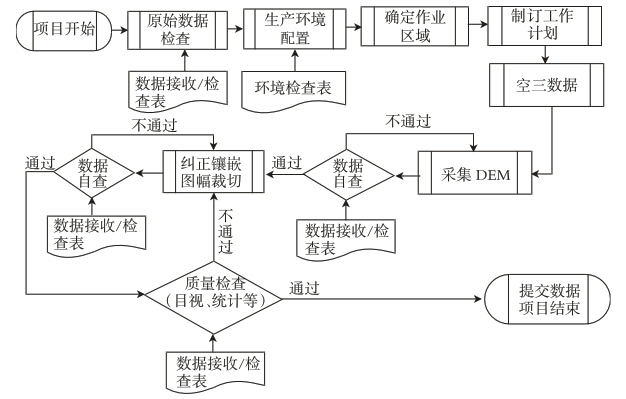 项目开始
原始数据
检查
生产环境
配置
确定作业
区域
制订工作
计划
数据接收/检
查表
环境检查表
空三数据
不通过
不通过
通过
数据
自查
纠正镶嵌
图幅裁切
通过
数据
自查
采集 DEM
数据接收/检
查表
不
通
过
数据接收/检
查表
质量检查
(目视、统计等)
通过
提交数据
项目结束
数据接收/检
查表